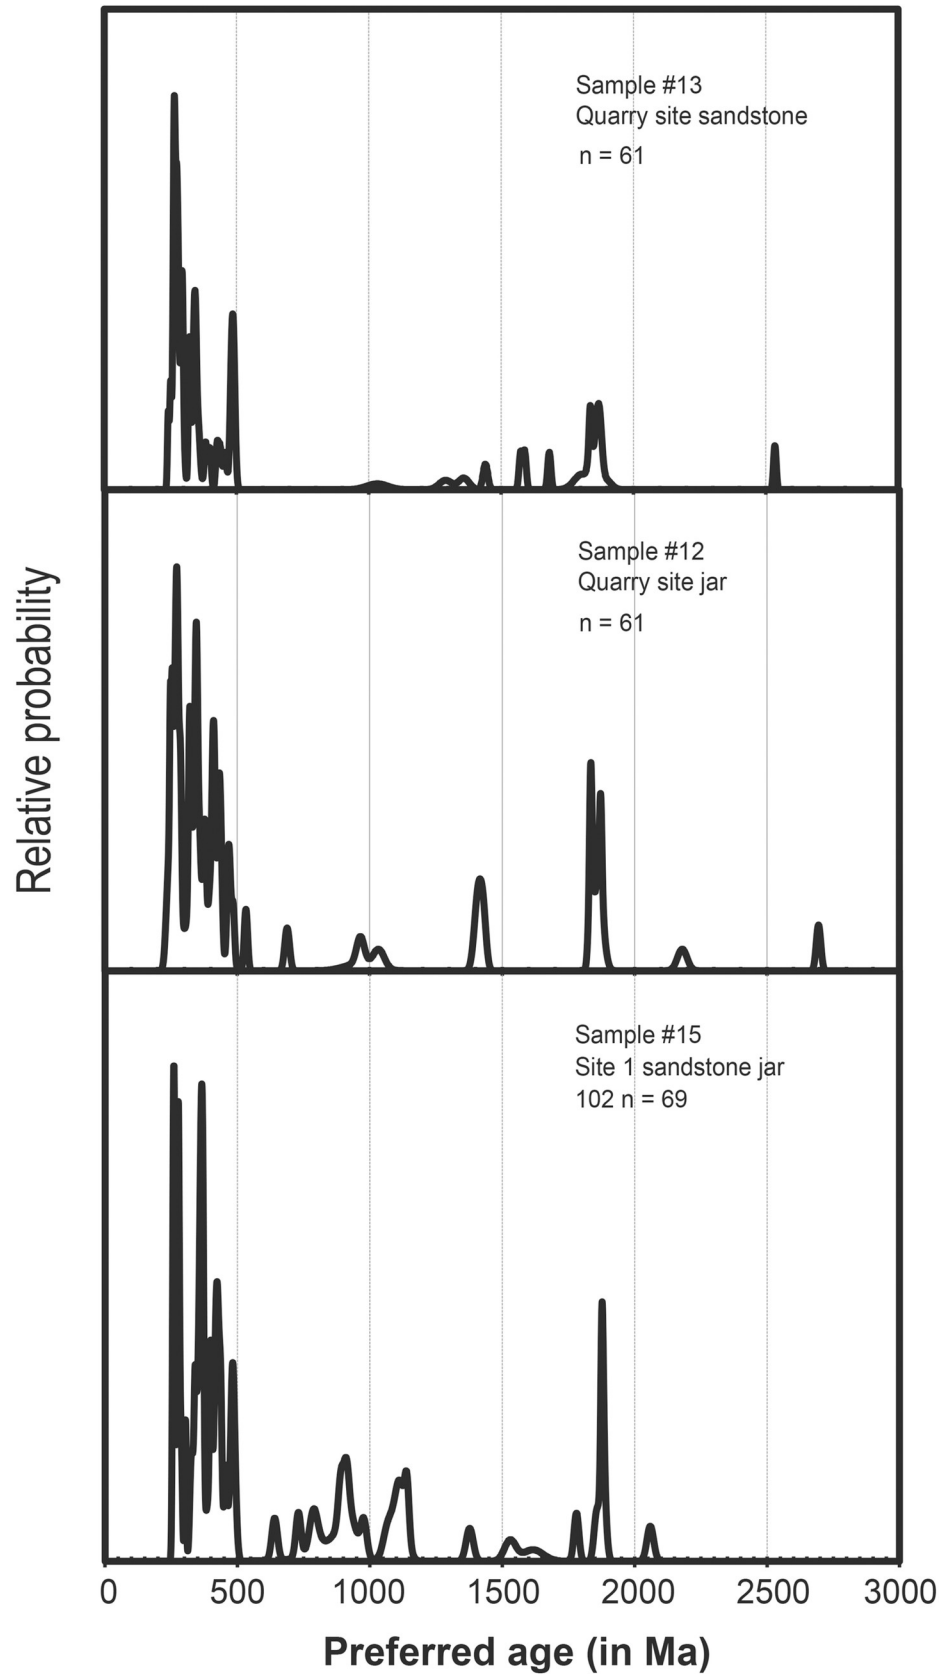 Sample #13
Quarry site sandstone
n = 61
Sample #12
Quarry site jar
n = 61
Relative probability
Sample #15
Site 1 sandstone jar
102 n = 69
0 500 1000 1500 2000 2500 3000
Preferred age (in Ma)